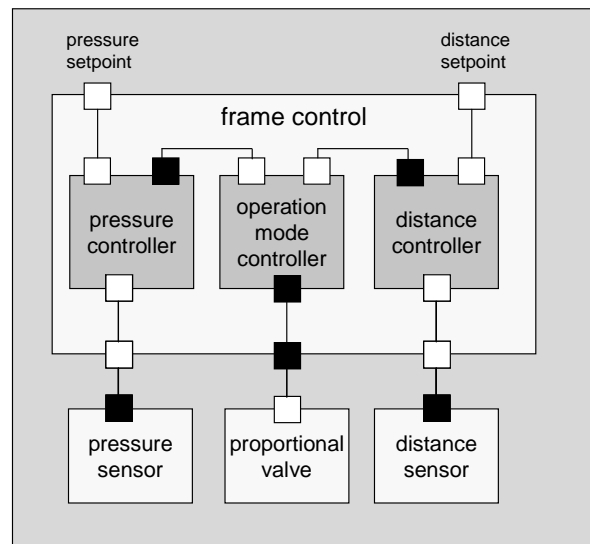 pressure
setpoint
distance
setpoint
frame control
pressure
controller
operation
mode
controller
distance
controller
pressure
sensor
proportional
valve
distance
sensor